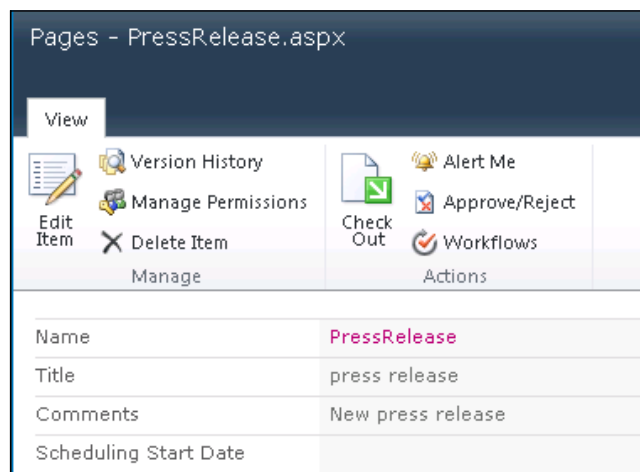 Pages - PressRelease.aspx
View
Edit
Item
Version History
Manage Permissions
Delete Item
Manage
Check
Out
Alert Me
Approve/Reject
Workflows
Actions
Name PressRelease
Title press release
Comments New press release
Scheduling Start Date